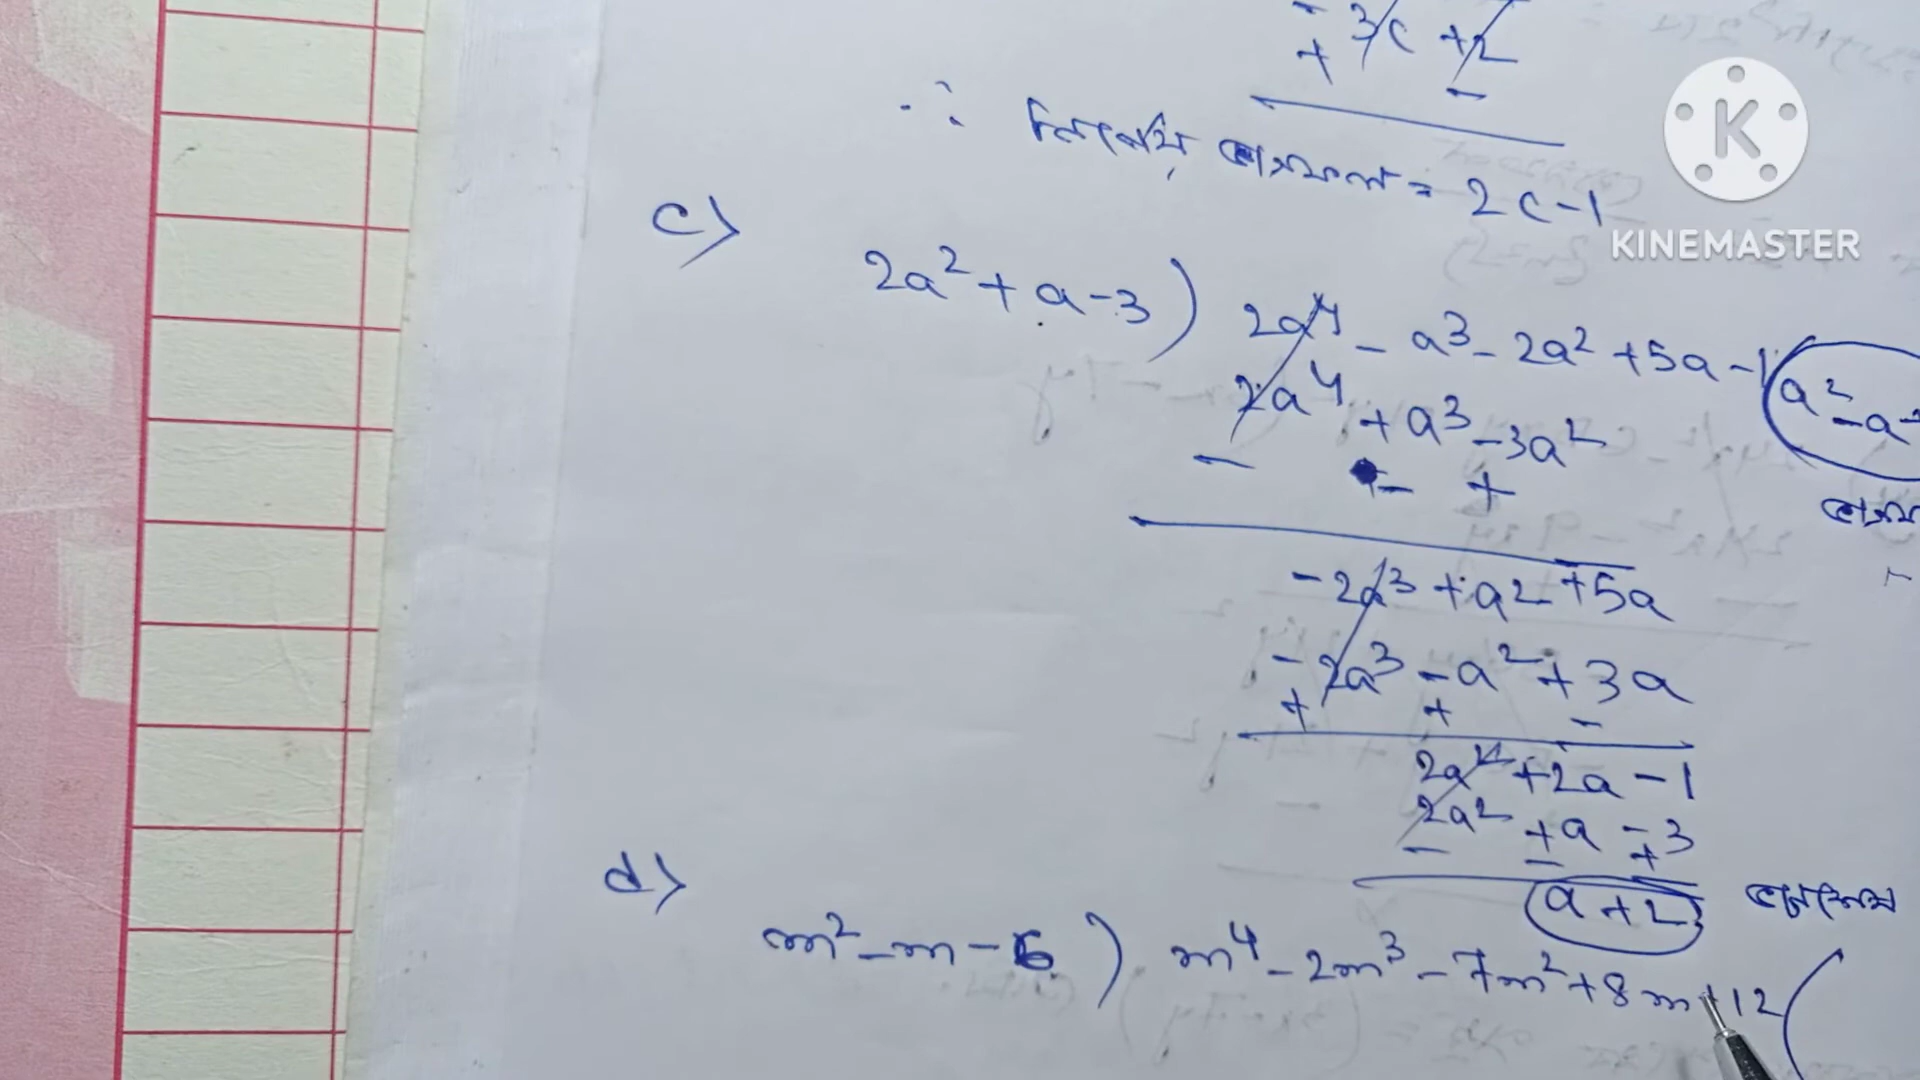 - 3c + 2
+ -
∴ নির্ণেয় ভাগফল = 2c-1
c>
2a² + a - 3 ) 2a⁴ - a³ - 2a² + 5a - 1 ( a² - a +
2a⁴ + a³ - 3a²
- - +
- 2a³ + a2 + 5a
- 2a³ - a² + 3a
+ + -
2a² + 2a - 1
2a² + a - 3
- - +
a + 2
d>
m² - m - 6 ) m⁴ - 2m³ - 7m² + 8m + 12 (
K
KINEMASTER